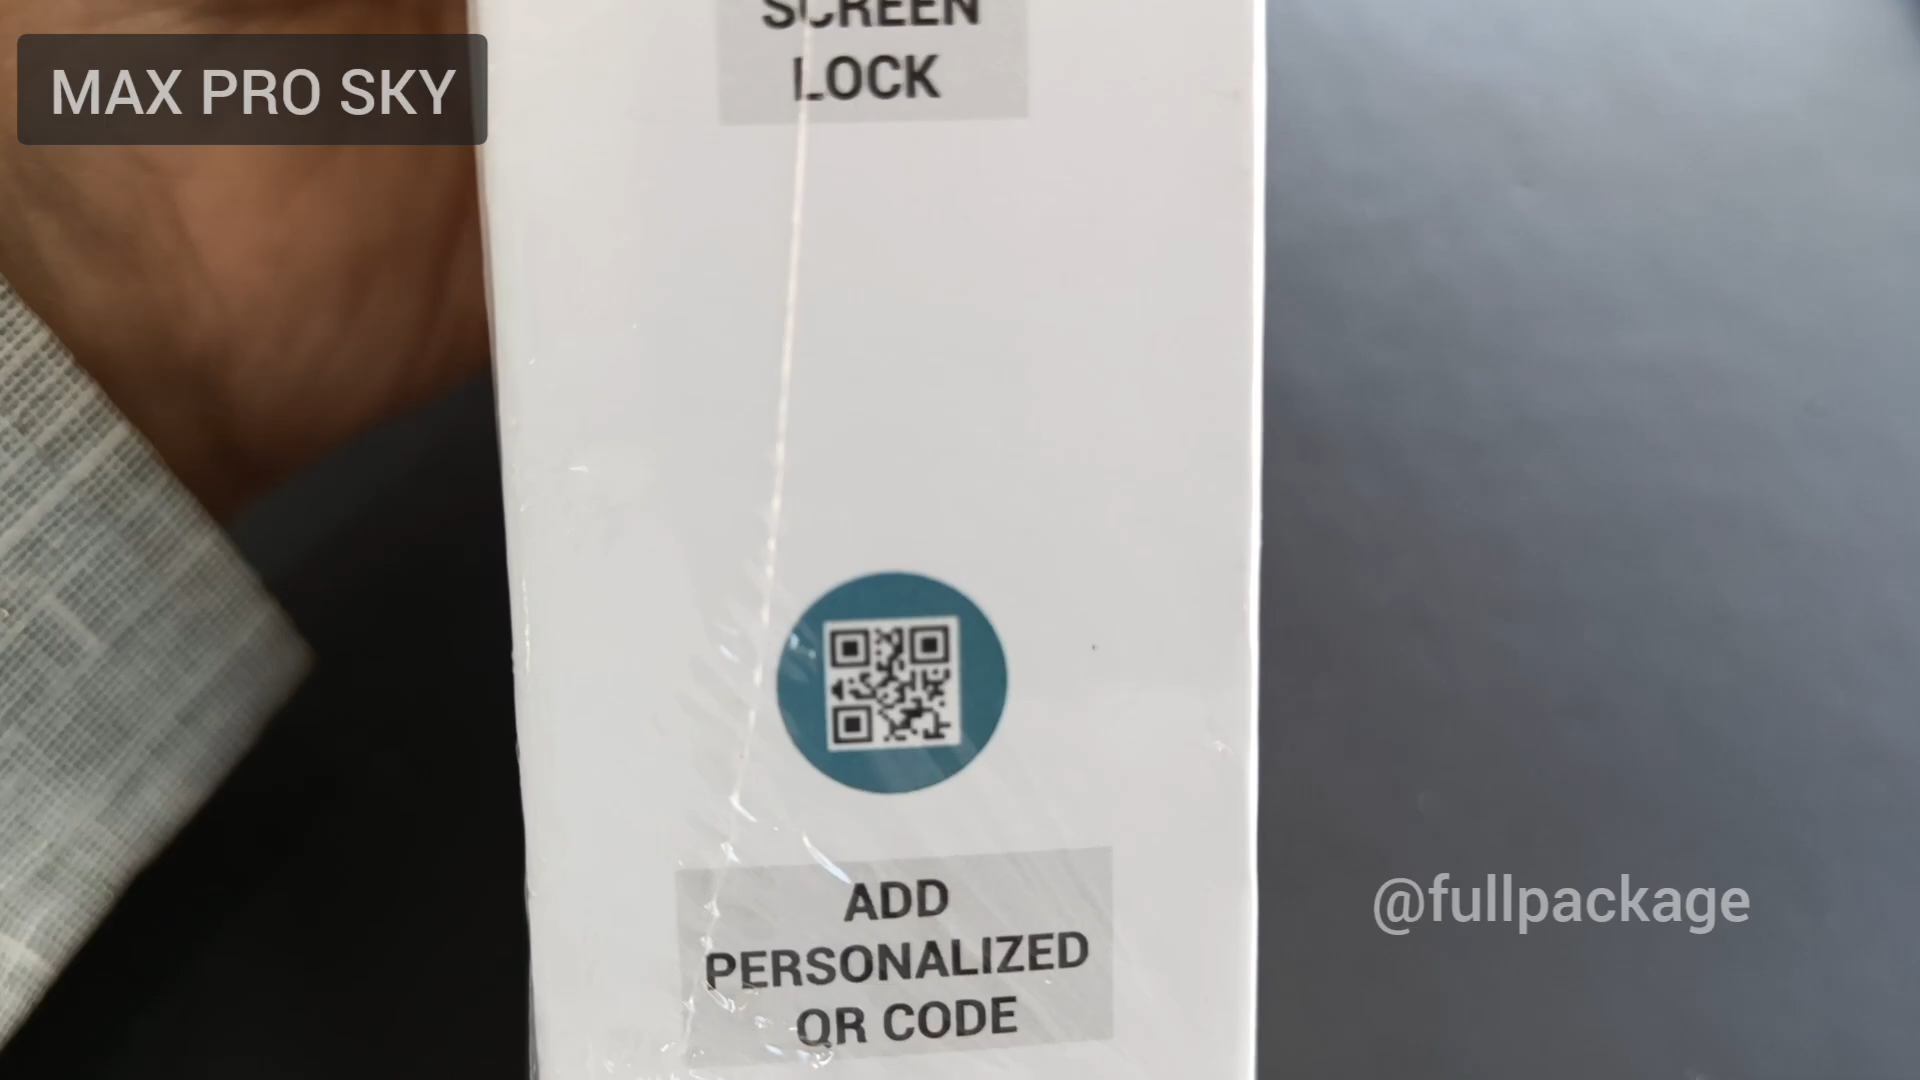 MAX PRO SKY
SCREEN
LOCK
ADD
PERSONALIZED
QR CODE
@fullpackage